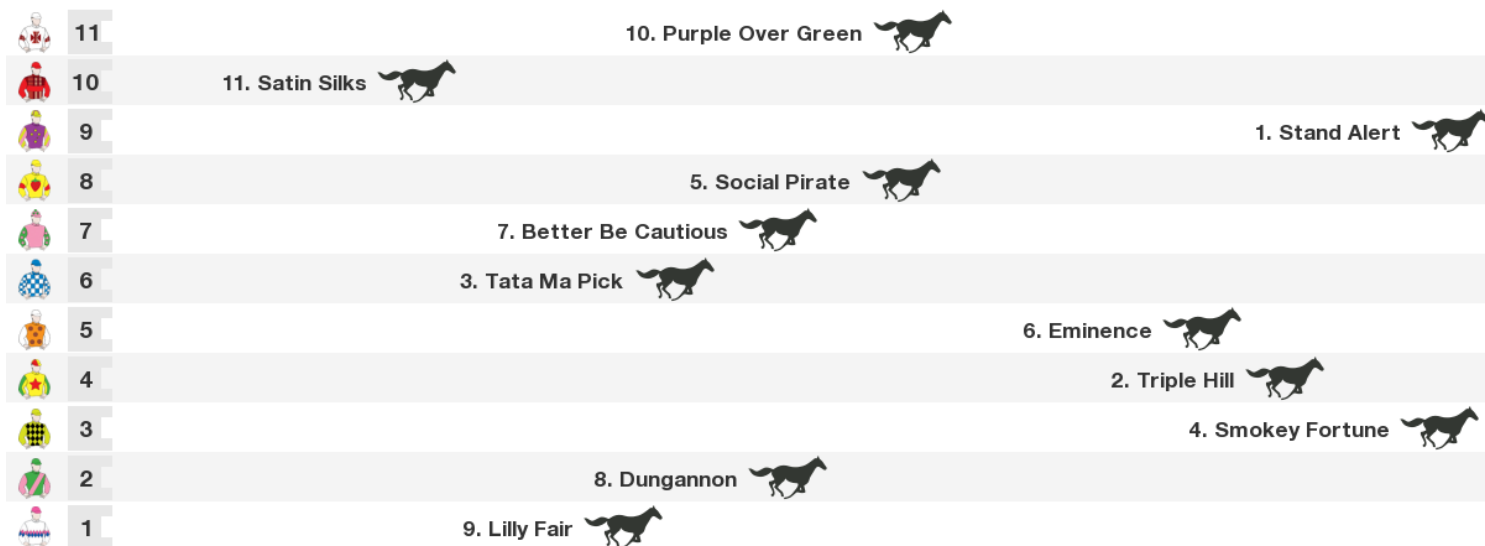 11 10. Purple Over Green
10 11. Satin Silks
9 1. Stand Alert
8 5. Social Pirate
7 7. Better Be Cautious
6 3. Tata Ma Pick
5 6. Eminence
4 2. Triple Hill
3 4. Smokey Fortune
2 8. Dungannon
1 9. Lilly Fair